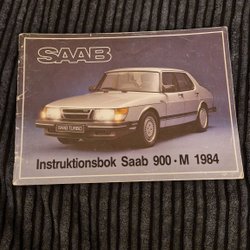 SAAB
SAAB TURBO
Instruktionsbok Saab 900 · M 1984